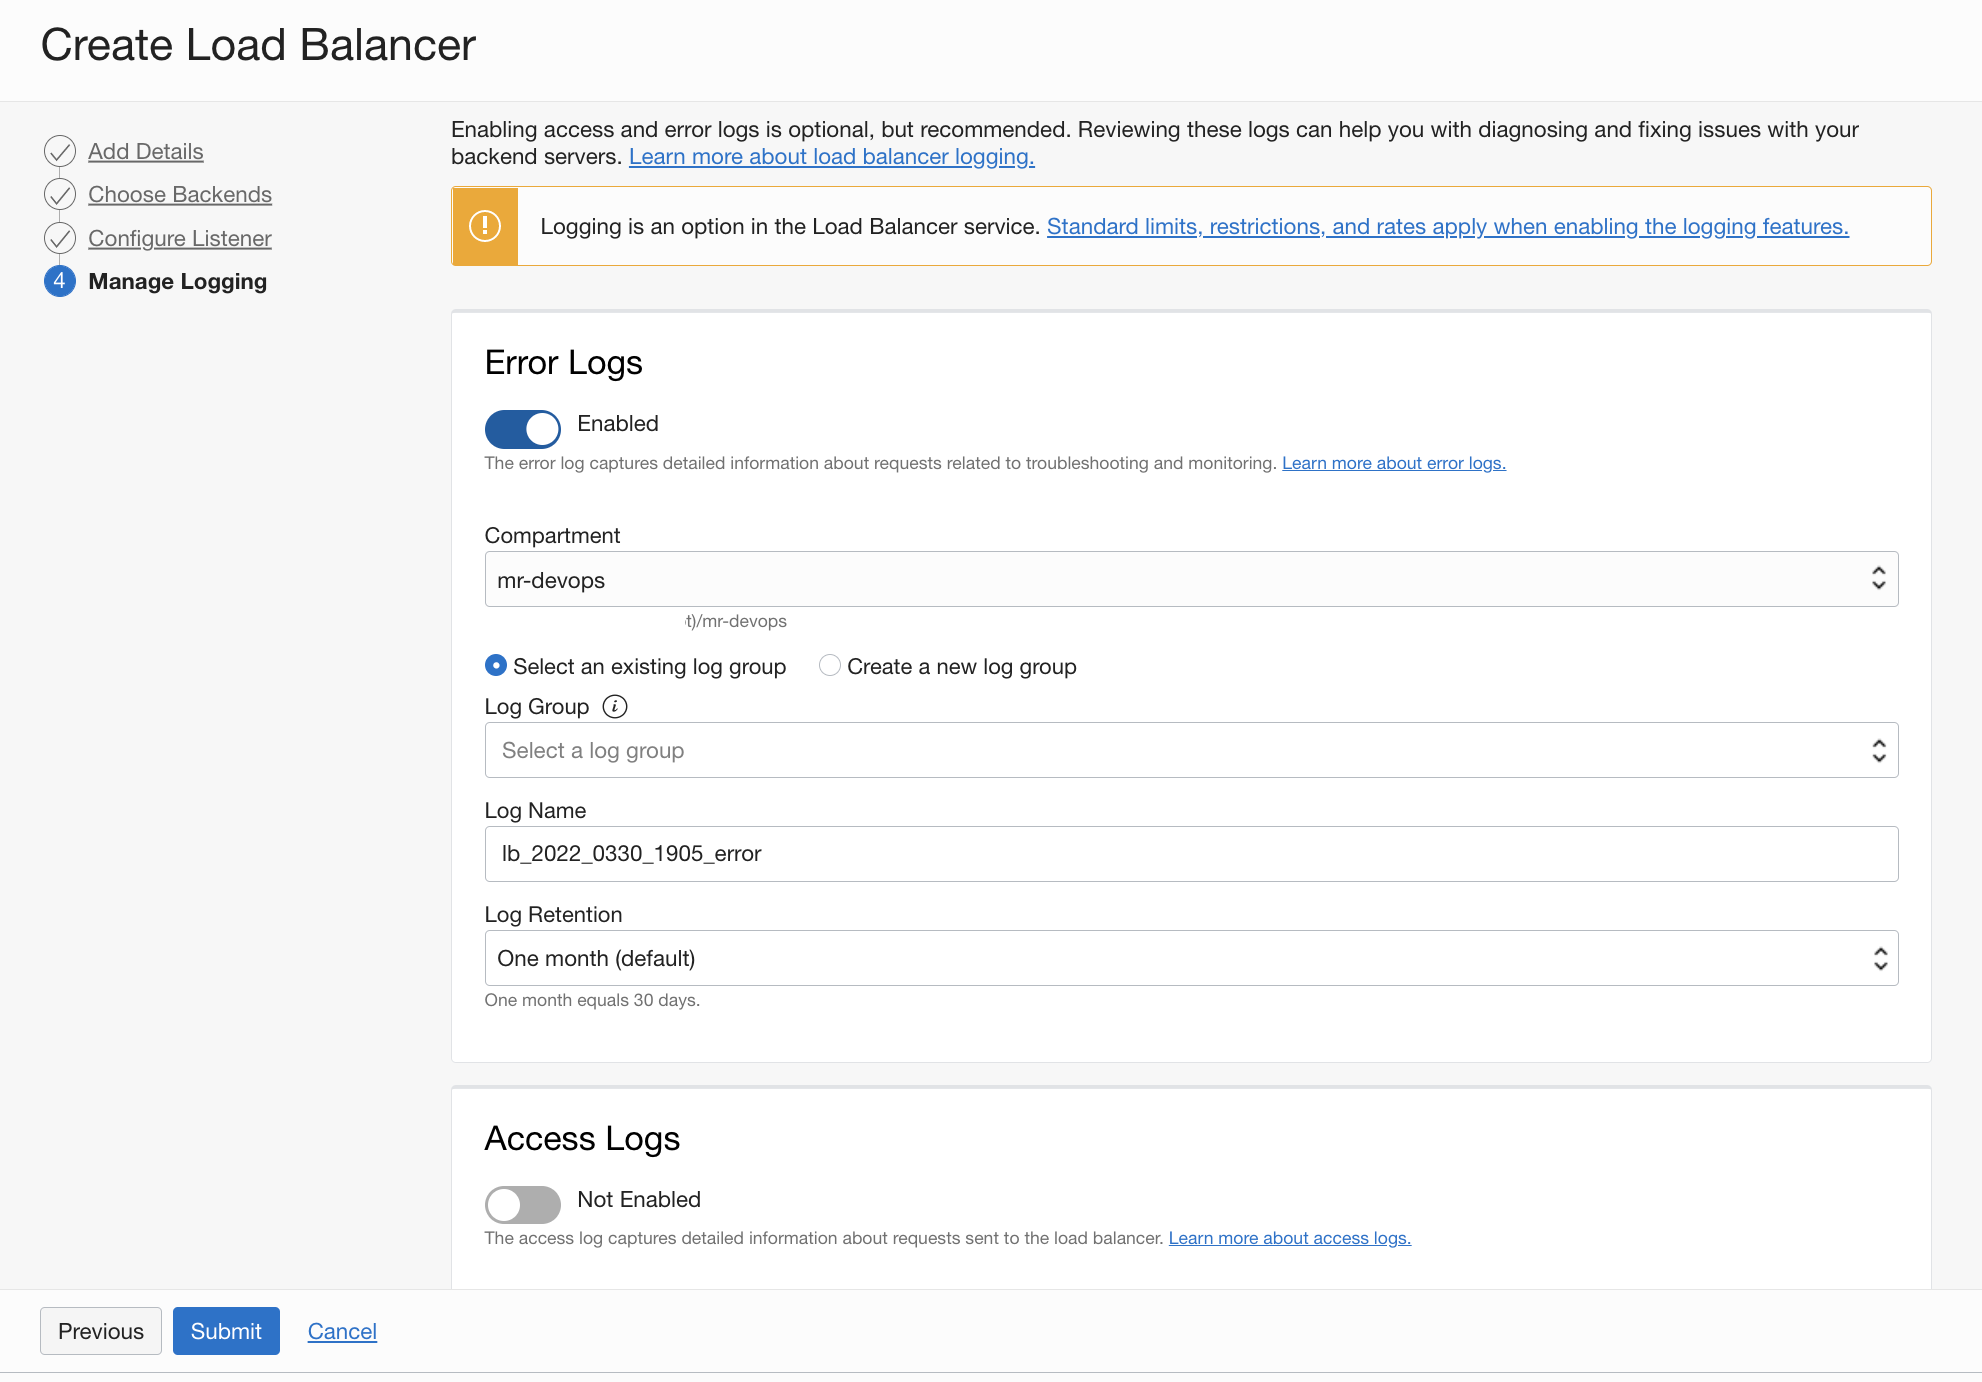 Create Load Balancer
Add Details
Choose Backends
Configure Listener
4 Manage Logging
Enabling access and error logs is optional, but recommended. Reviewing these logs can help you with diagnosing and fixing issues with your
backend servers. Learn more about load balancer logging.
Logging is an option in the Load Balancer service. Standard limits, restrictions, and rates apply when enabling the logging features.
Error Logs
Enabled
The error log captures detailed information about requests related to troubleshooting and monitoring. Learn more about error logs.
Compartment
mr-devops
t)/mr-devops
Select an existing log group Create a new log group
Log Group i
Select a log group
Log Name
lb_2022_0330_1905_error
Log Retention
One month (default)
One month equals 30 days.
Access Logs
Not Enabled
The access log captures detailed information about requests sent to the load balancer. Learn more about access logs.
Previous Submit Cancel